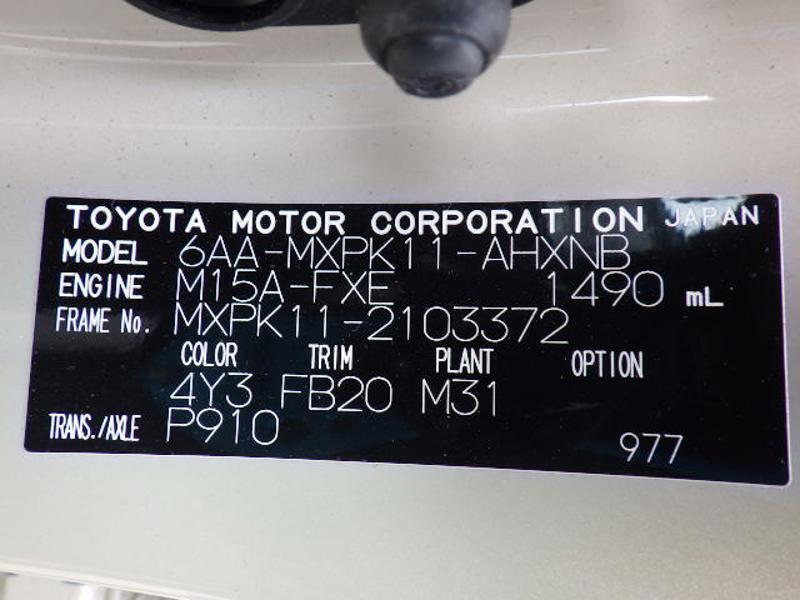 TOYOTA MOTOR CORPORATION JAPAN
MODEL 6AA-MXPK11-AHXNB
ENGINE M15A-FXE 1490 mL
FRAME No. MXPK11-2103372
COLOR TRIM PLANT OPTION
4Y3 FB20 M31
TRANS./AXLE P910 977